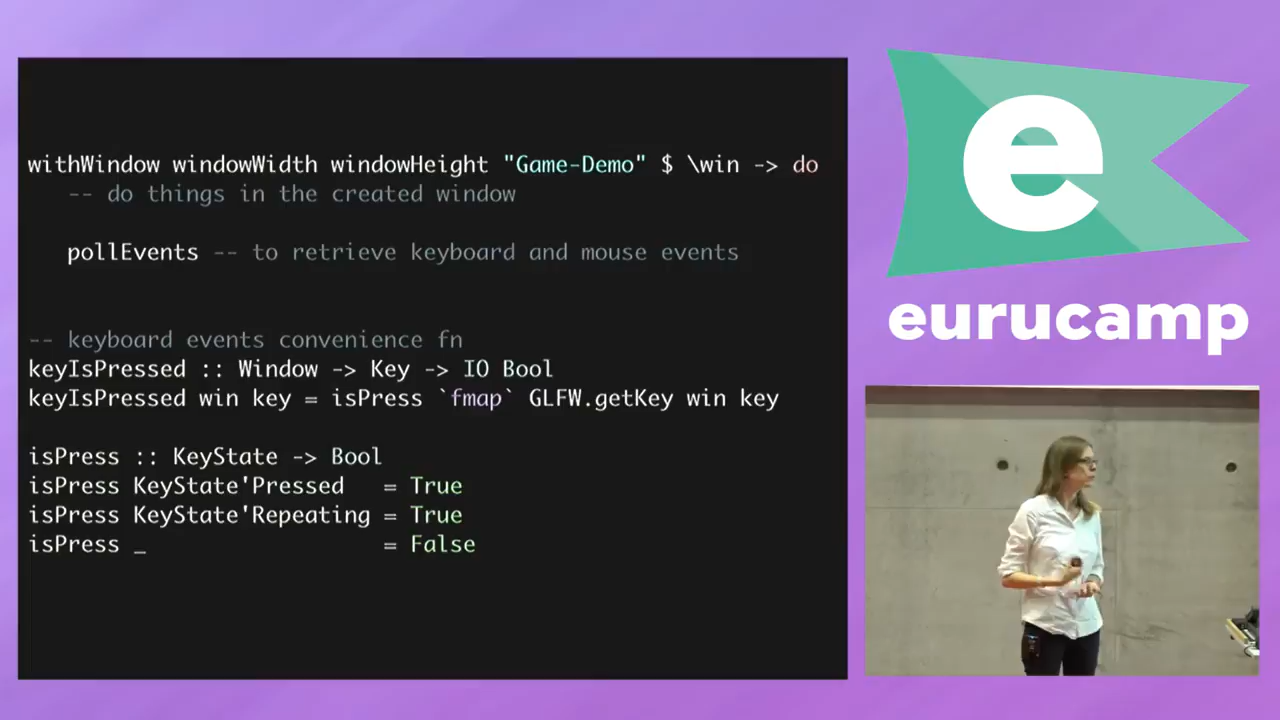 withWindow windowWidth windowHeight "Game-Demo" $ \win -> do
-- do things in the created window
pollEvents -- to retrieve keyboard and mouse events
-- keyboard events convenience fn
keyIsPressed :: Window -> Key -> IO Bool
keyIsPressed win key = isPress `fmap` GLFW.getKey win key
isPress :: KeyState -> Bool
isPress KeyState'Pressed   = True
isPress KeyState'Repeating = True
isPress _                  = False
e
eurucamp